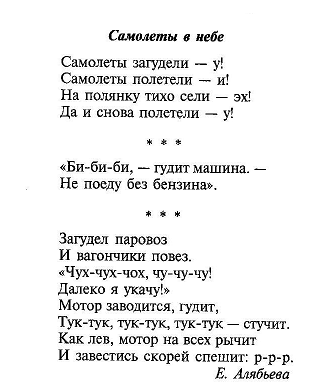 Самолеты в небе
Самолеты загудели — у!
Самолеты полетели — и!
На полянку тихо сели — эх!
Да и снова полетели — у!
* * *
«Би-би-би, — гудит машина. —
Не поеду без бензина».
* * *
Загудел паровоз
И вагончики повез.
«Чух-чух-чох, чу-чу-чу!
Далеко я укачу!»
Мотор заводится, гудит,
Тук-тук, тук-тук, тук-тук — стучит.
Как лев, мотор на всех рычит
И завестись скорей спешит: р-р-р.
Е. Алябьева